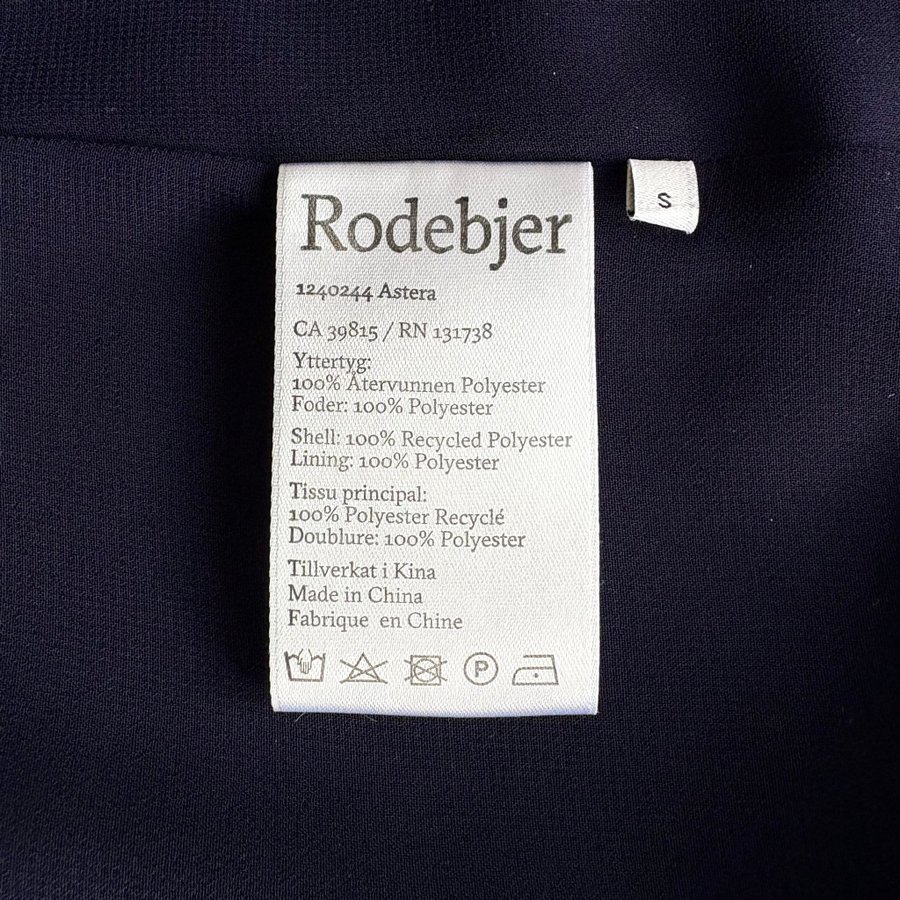 Rodebjer
S
1240244 Astera
CA 39815 / RN 131738
Yttertyg:
100% Återvunnen Polyester
Foder: 100% Polyester
Shell: 100% Recycled Polyester
Lining: 100% Polyester
Tissu principal:
100% Polyester Recyclé
Doublure: 100% Polyester
Tillverkat i Kina
Made in China
Fabrique en Chine
P